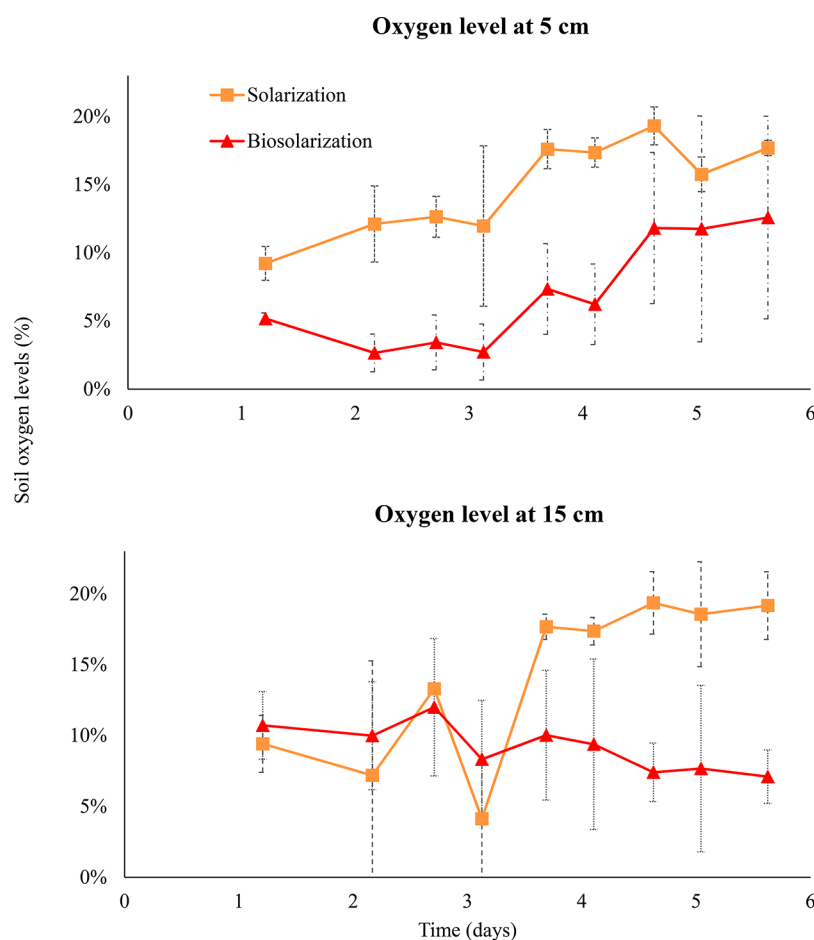 Oxygen level at 5 cm
Solarization
Biosolarization
20%
15%
10%
5%
0%
0 1 2 3 4 5 6
Soil oxygen levels (%)
Oxygen level at 15 cm
20%
15%
10%
5%
0%
0 1 2 3 4 5 6
Time (days)